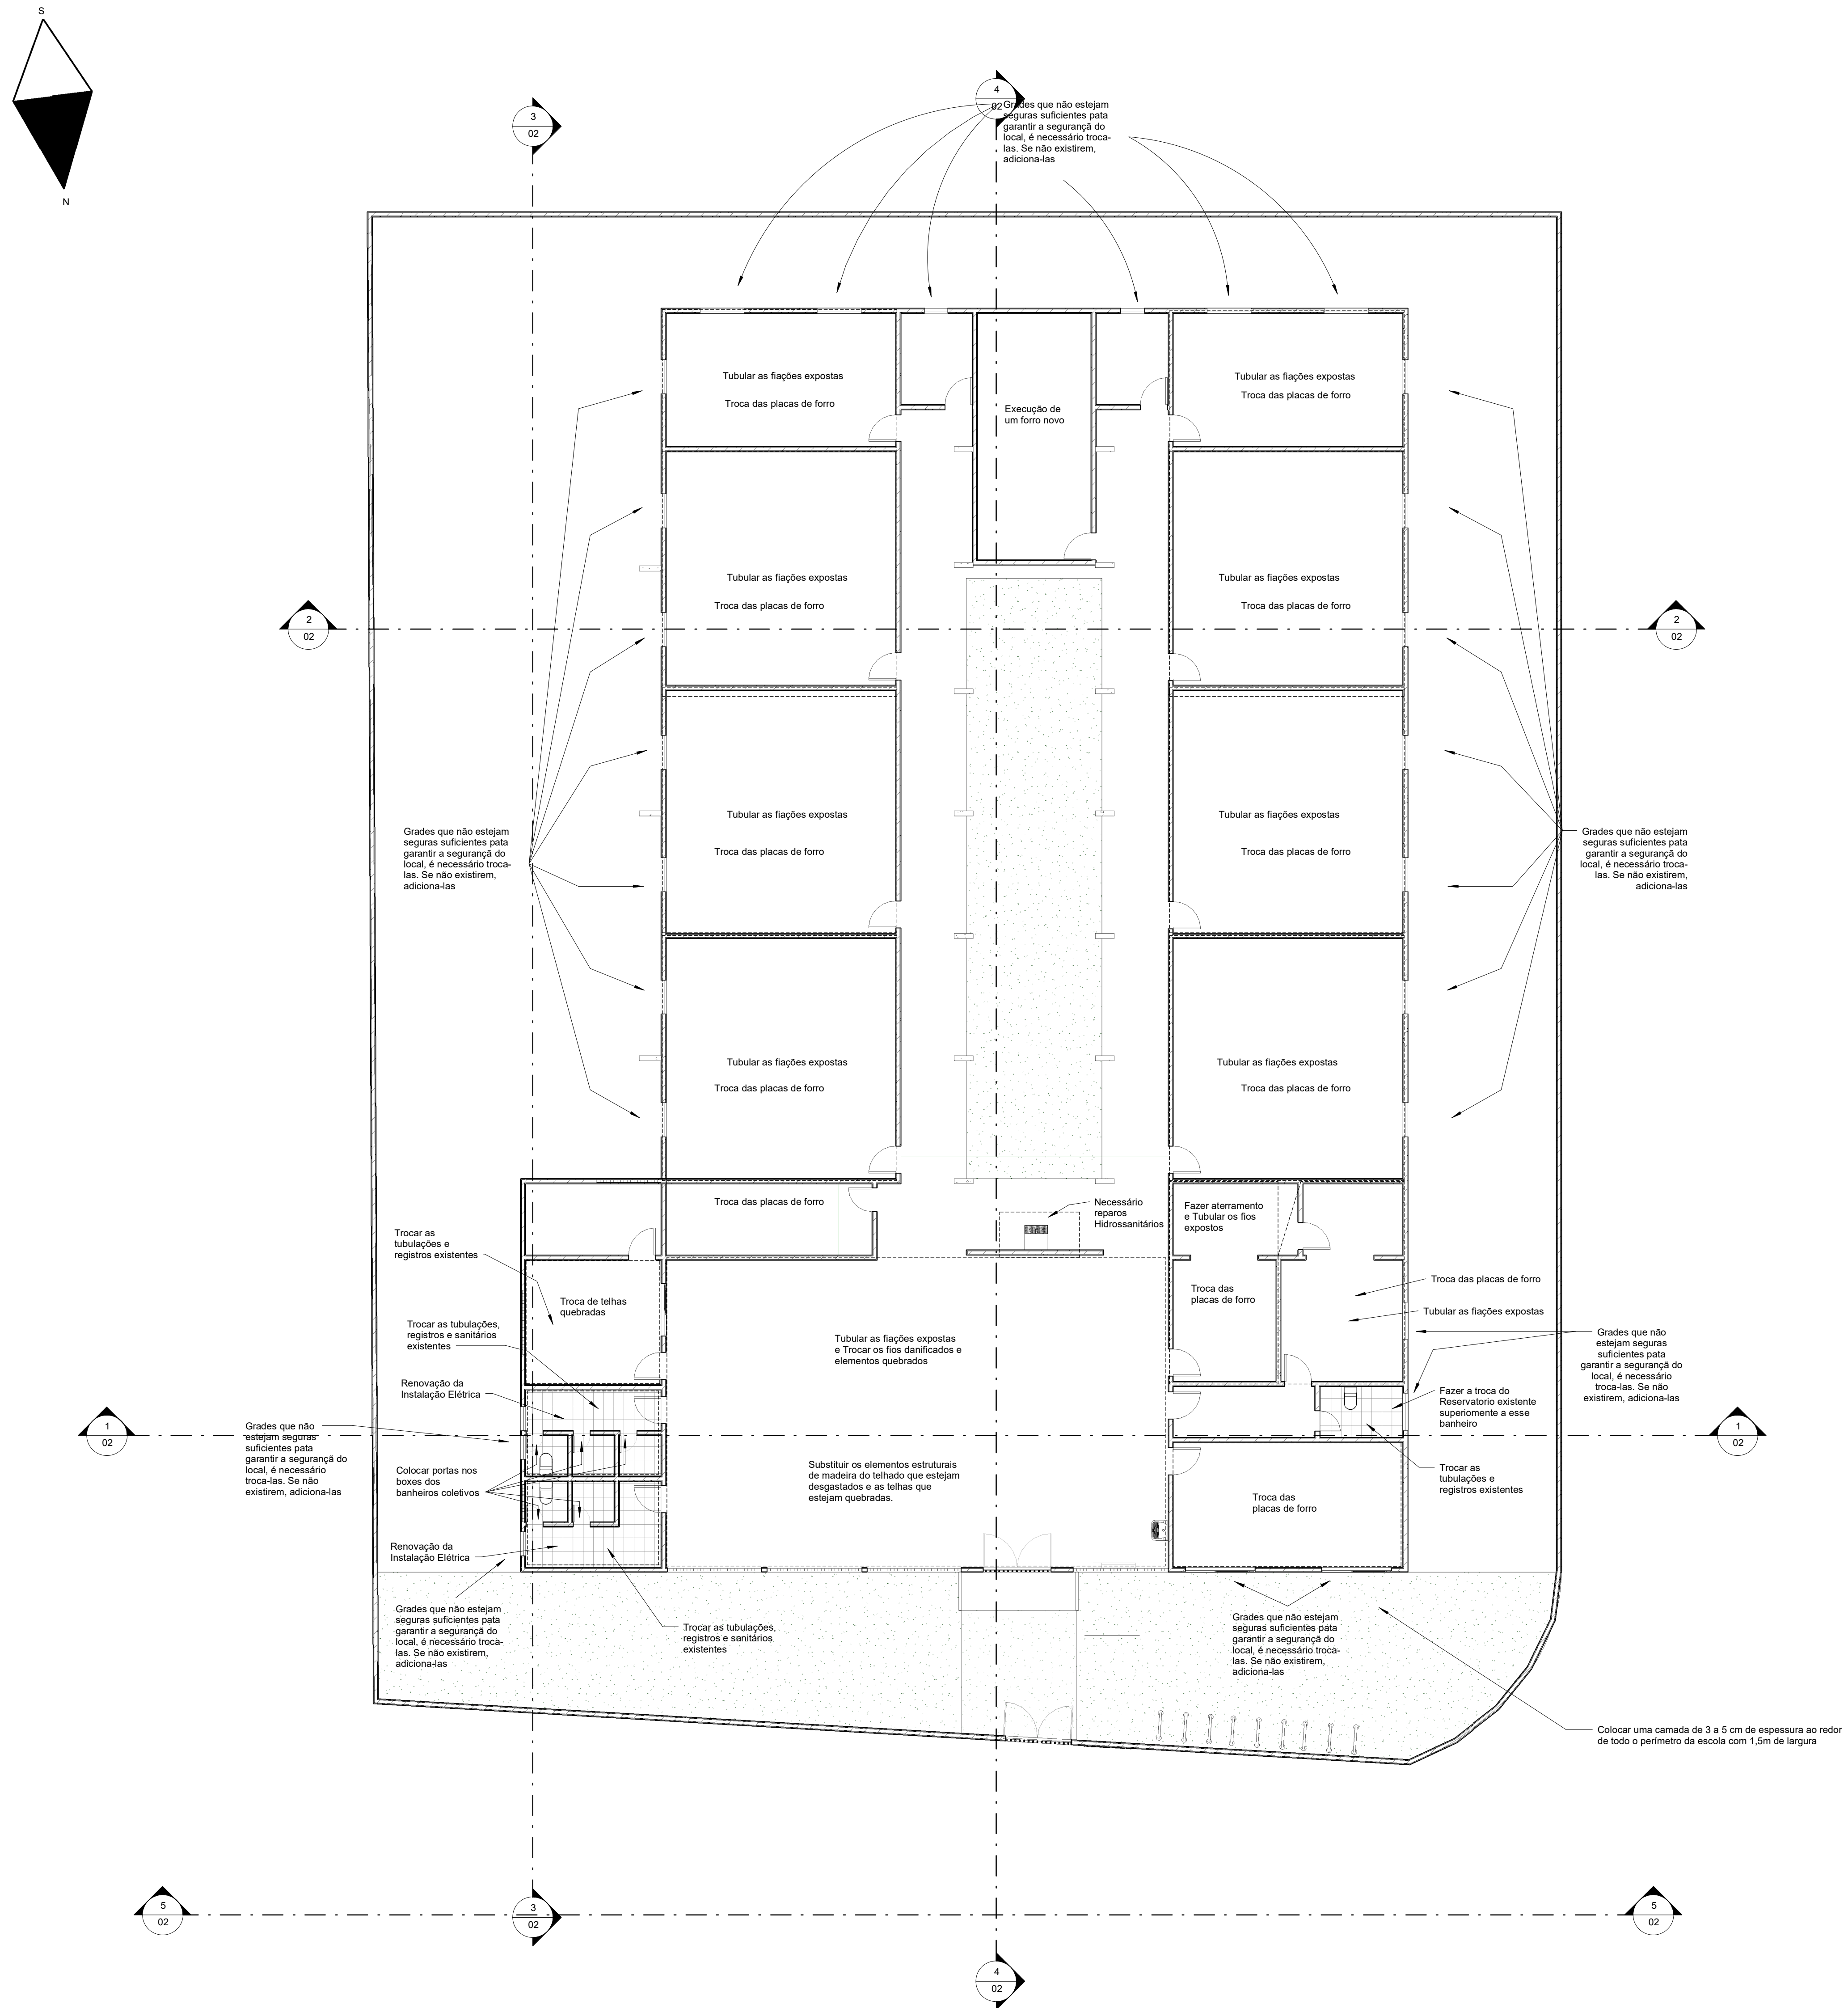 S
N
3
02
4
02
Grades que não estejam
seguras suficientes pata
garantir a segurançã do
local, é necessário troca-
las. Se não existirem,
adiciona-las
Tubular as fiações expostas
Troca das placas de forro
Execução de
um forro novo
Tubular as fiações expostas
Troca das placas de forro
Tubular as fiações expostas
Troca das placas de forro
Tubular as fiações expostas
Troca das placas de forro
2
02
2
02
Tubular as fiações expostas
Troca das placas de forro
Tubular as fiações expostas
Troca das placas de forro
Grades que não estejam
seguras suficientes pata
garantir a segurançã do
local, é necessário troca-
las. Se não existirem,
adiciona-las
Grades que não estejam
seguras suficientes pata
garantir a segurançã do
local, é necessário troca-
las. Se não existirem,
adiciona-las
Tubular as fiações expostas
Troca das placas de forro
Tubular as fiações expostas
Troca das placas de forro
Troca das placas de forro
Necessário
reparos
Hidrossanitários
Fazer aterramento
e Tubular os fios
expostos
Trocar as
tubulações e
registros existentes
Troca de telhas
quebradas
Troca das
placas de forro
Troca das placas de forro
Tubular as fiações expostas
Trocar as tubulações,
registros e sanitários
existentes
Tubular as fiações expostas
e Trocar os fios danificados e
elementos quebrados
Grades que não
estejam seguras
suficientes pata
garantir a segurançã do
local, é necessário
troca-las. Se não
existirem, adiciona-las
Renovação da
Instalação Elétrica
Fazer a troca do
Reservatorio existente
superiomente a esse
banheiro
1
02
1
02
Grades que não
estejam seguras
suficientes pata
garantir a segurançã do
local, é necessário
troca-las. Se não
existirem, adiciona-las
Colocar portas nos
boxes dos
banheiros coletivos
Substituir os elementos estruturais
de madeira do telhado que estejam
desgastados e as telhas que
estejam quebradas.
Trocar as
tubulações e
registros existentes
Troca das
placas de forro
Renovação da
Instalação Elétrica
Grades que não estejam
seguras suficientes pata
garantir a segurançã do
local, é necessário troca-
las. Se não existirem,
adiciona-las
Trocar as tubulações,
registros e sanitários
existentes
Grades que não estejam
seguras suficientes pata
garantir a segurançã do
local, é necessário troca-
las. Se não existirem,
adiciona-las
Colocar uma camada de 3 a 5 cm de espessura ao redor
de todo o perímetro da escola com 1,5m de largura
5
02
3
02
5
02
4
02